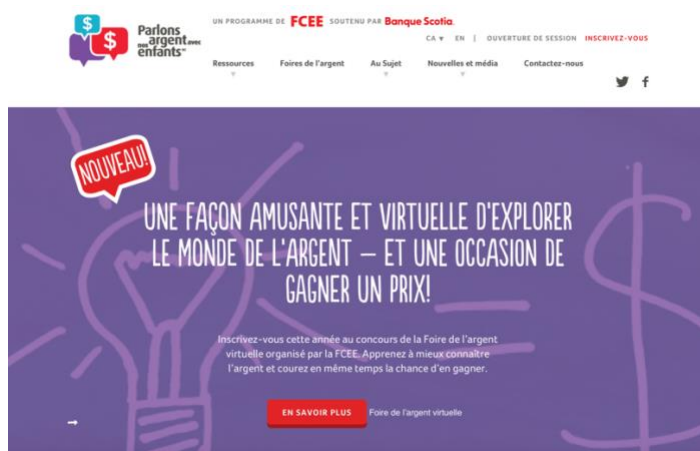 UN PROGRAMME DE FCEE SOUTENU PAR Banque Scotia
Parlons
nos argent avec
enfants
CA ▾ EN | OUVERTURE DE SESSION INSCRIVEZ-VOUS
Ressources Foires de l'argent Au Sujet Nouvelles et média Contactez-nous
NOUVEAU!
UNE FAÇON AMUSANTE ET VIRTUELLE D'EXPLORER
LE MONDE DE L'ARGENT – ET UNE OCCASION DE
GAGNER UN PRIX!
Inscrivez-vous cette année au concours de la Foire de l'argent
virtuelle organisé par la FCEE. Apprenez à mieux connaître
l'argent et courez en même temps la chance d'en gagner.
EN SAVOIR PLUS Foire de l'argent virtuelle